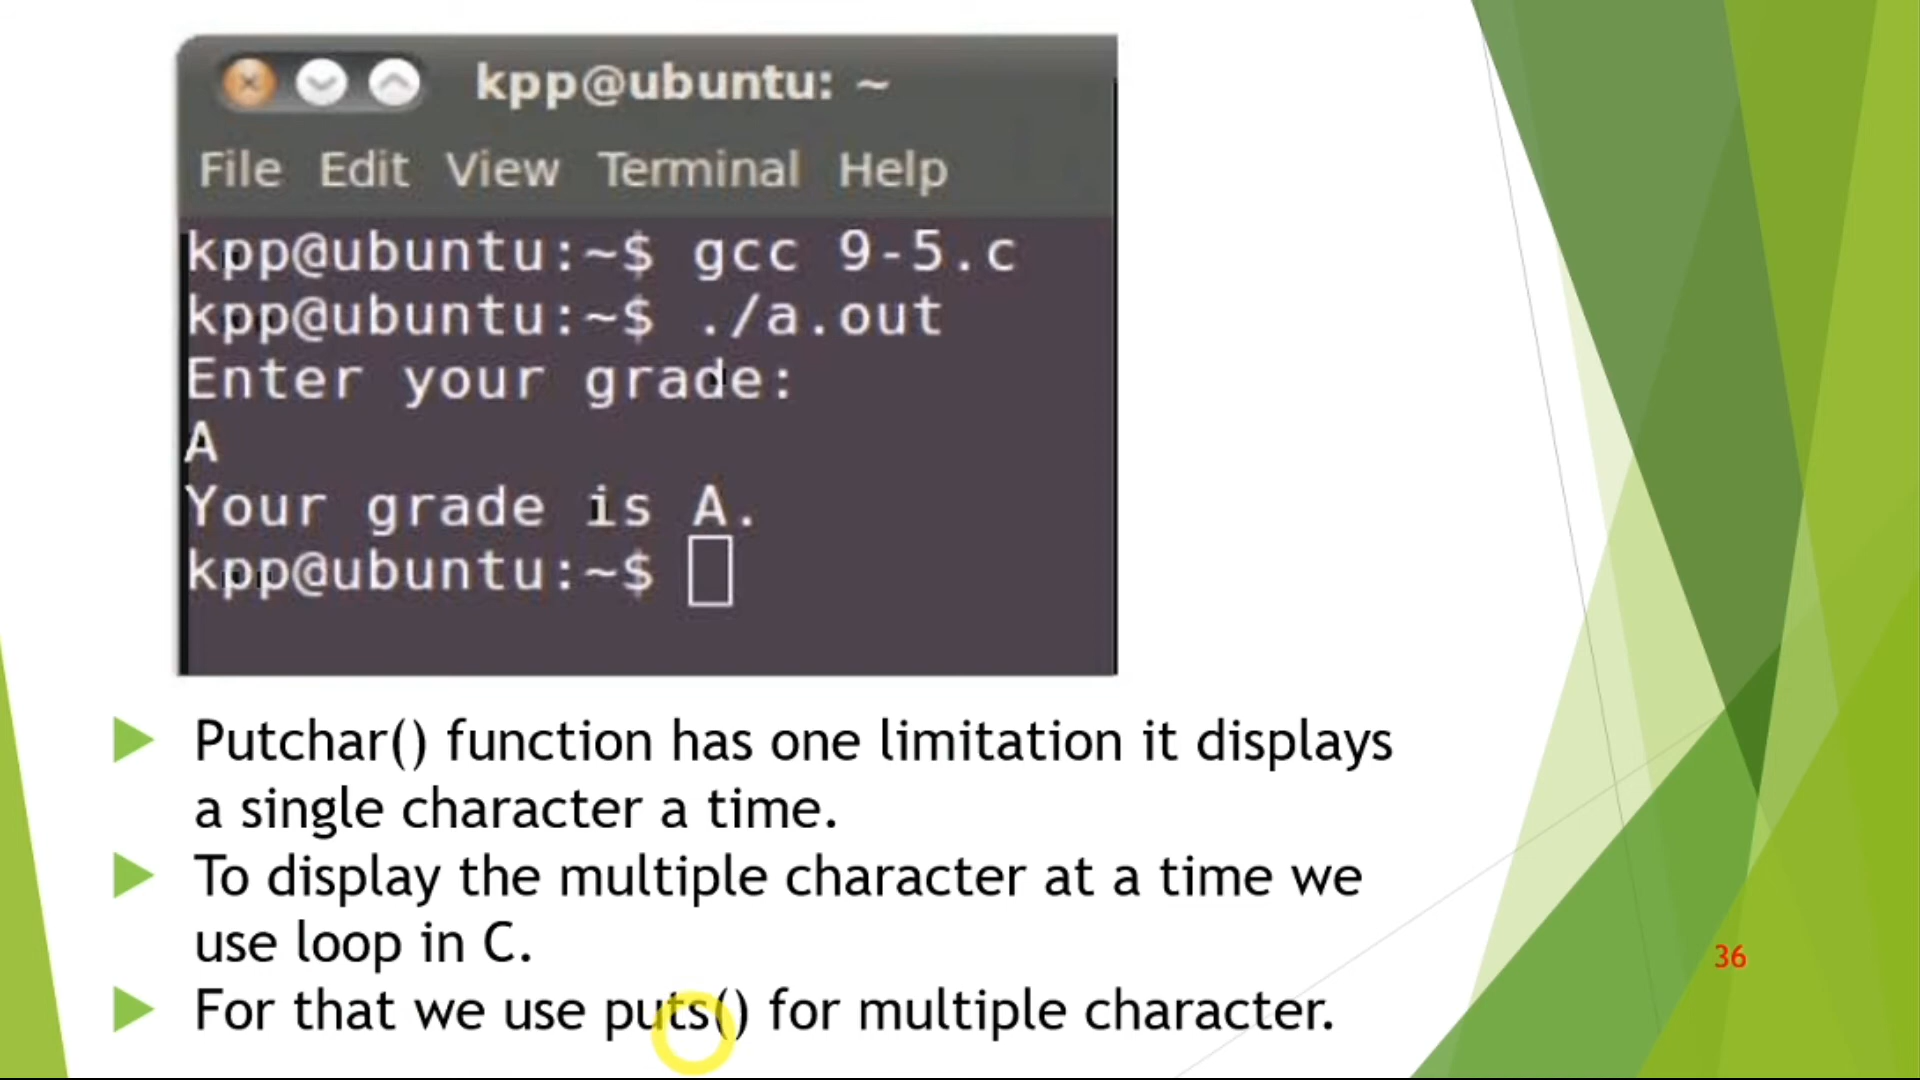 kpp@ubuntu: ~
File Edit View Terminal Help
kpp@ubuntu:~$ gcc 9-5.c
kpp@ubuntu:~$ ./a.out
Enter your grade:
A
Your grade is A.
kpp@ubuntu:~$
Putchar() function has one limitation it displays
a single character a time.
To display the multiple character at a time we
use loop in C.
For that we use puts() for multiple character.
36